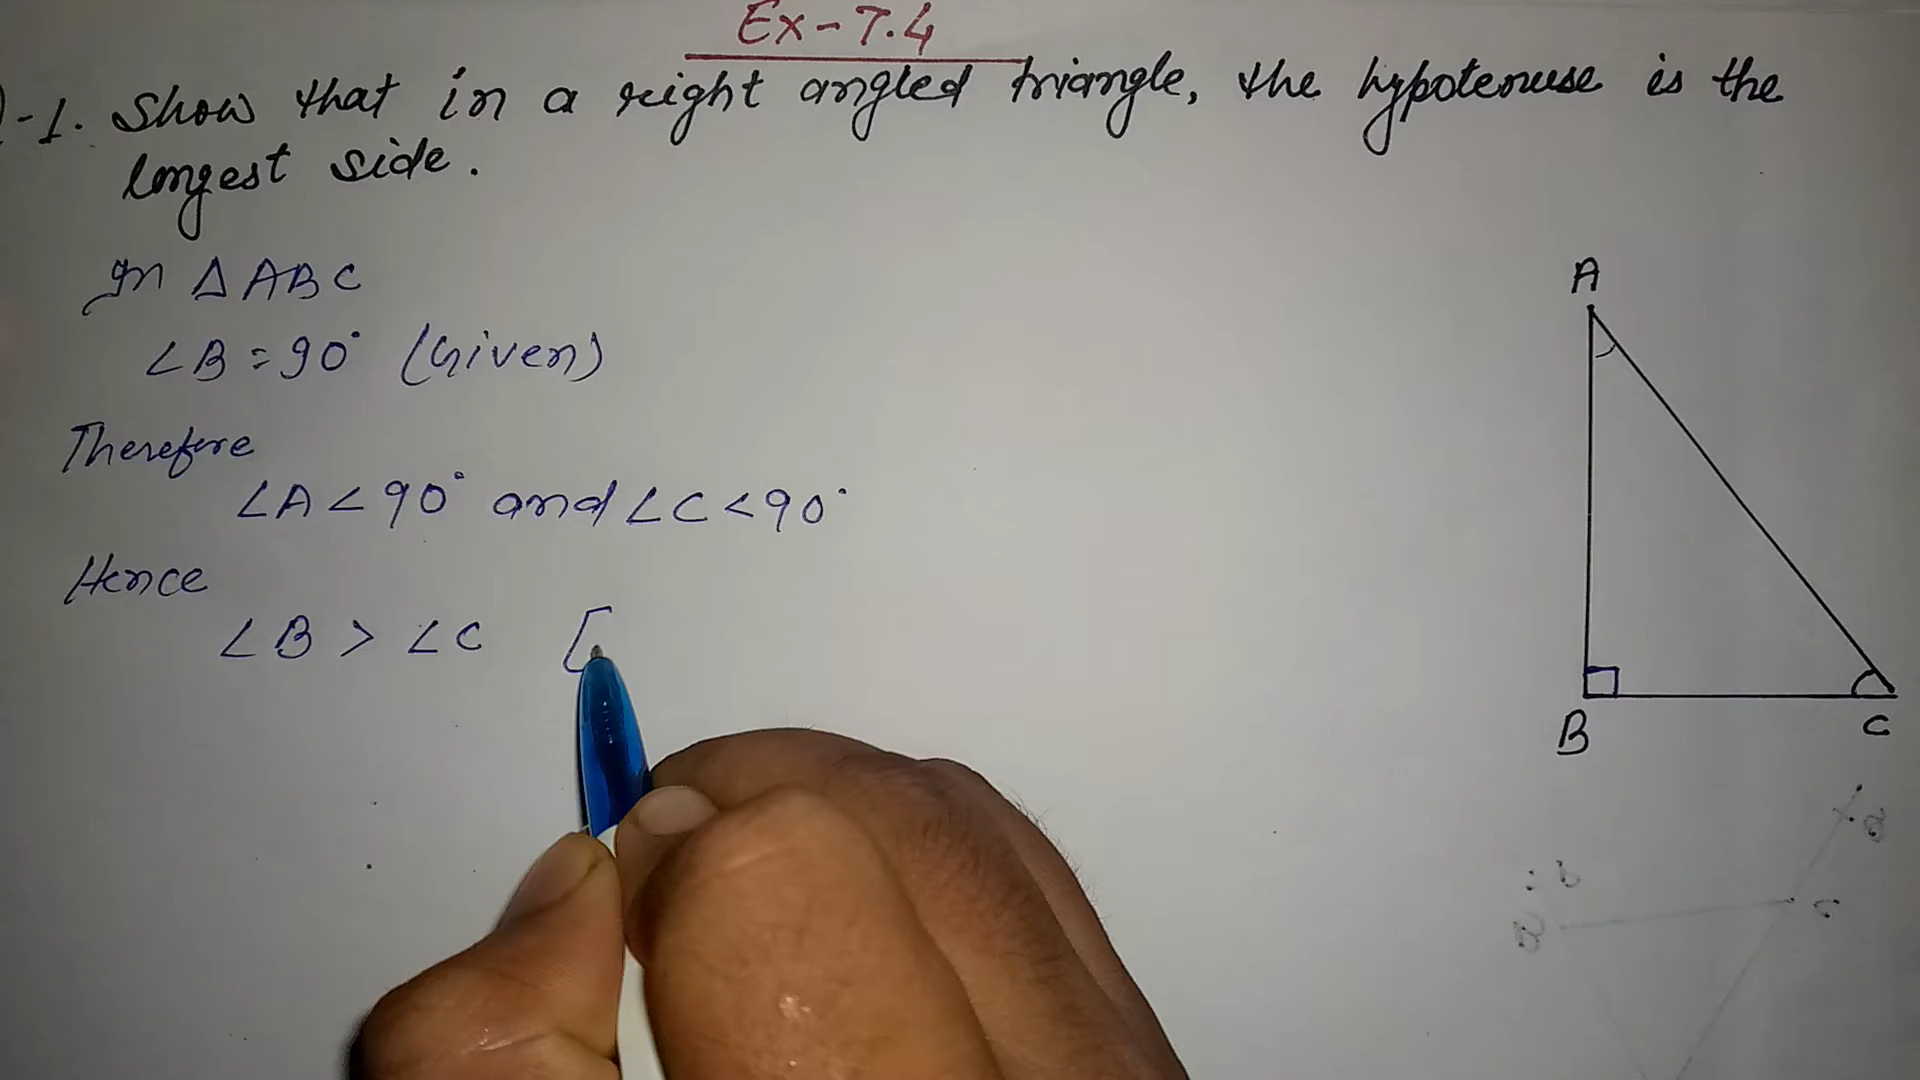 Ex-7.4
-1. Show that in a right angled triangle, the hypotenuse is the
longest side.
In Δ ABC
∠B = 90° (Given)
Therefore
∠A < 90° and ∠C < 90°
Hence
∠B > ∠C [
A
B
C